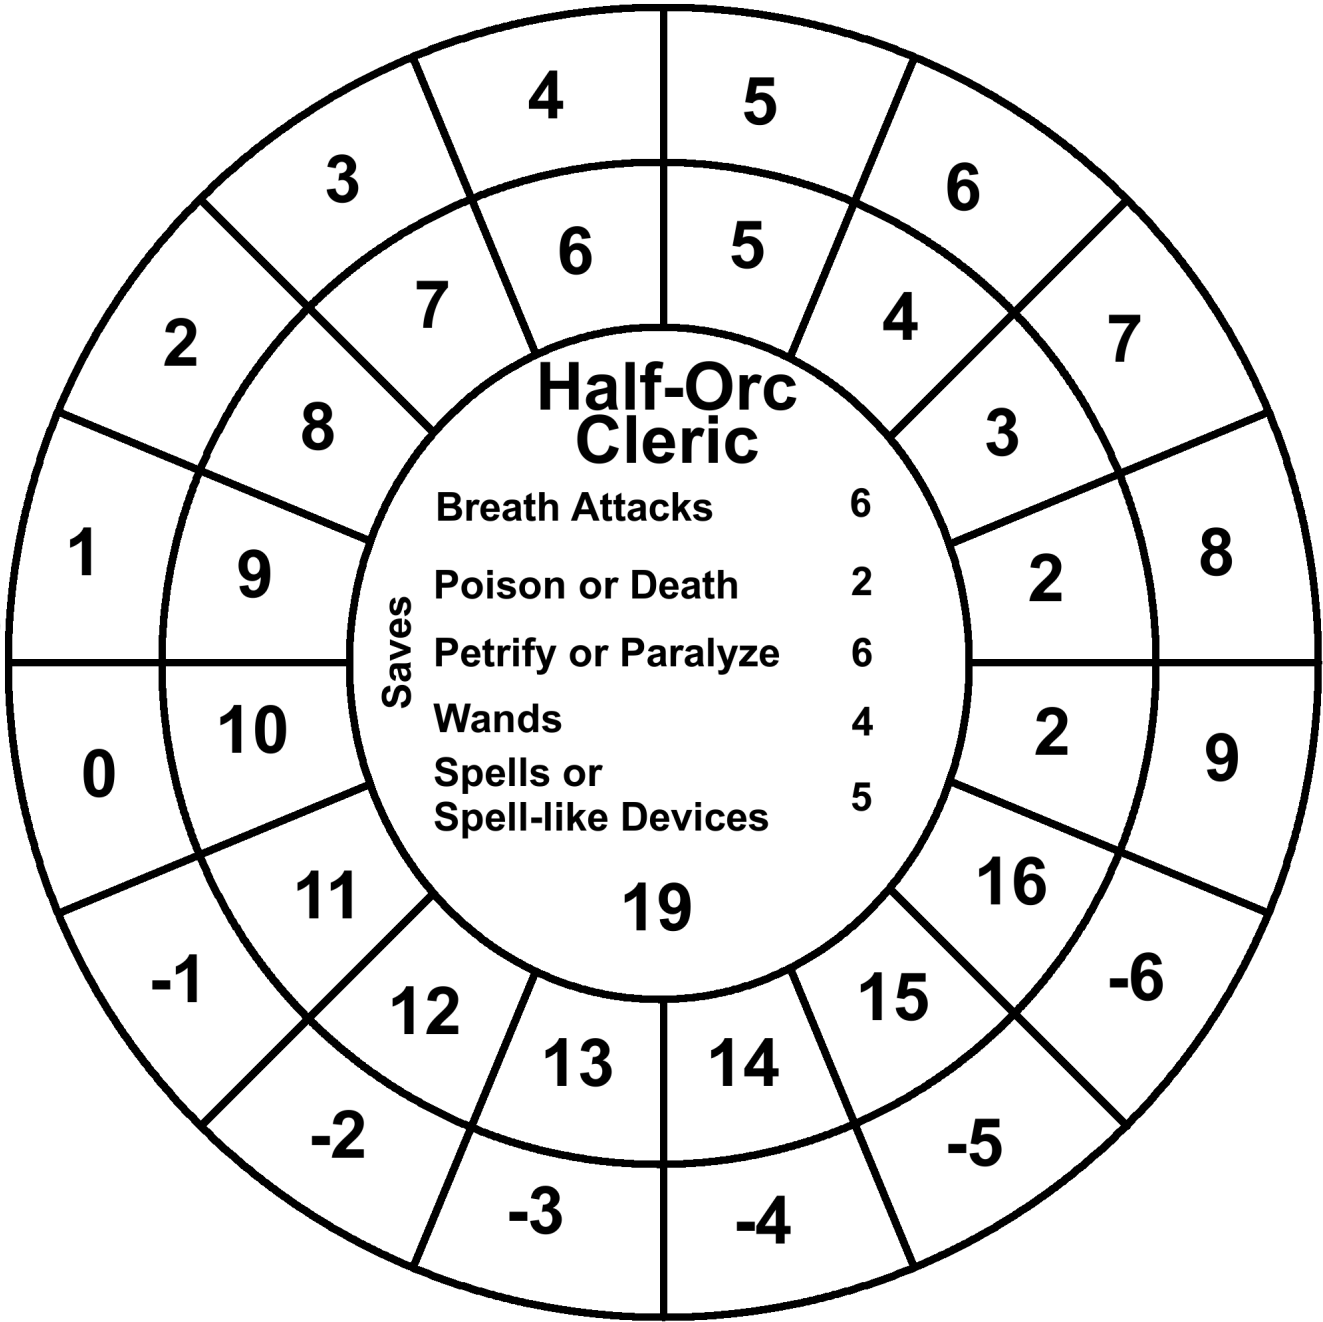 4 5
3 6
6 5
7 4
2 7
8 3
Half-Orc
Cleric
Breath Attacks 6
1 8
9 2
Poison or Death 2
Saves
Petrify or Paralyze 6
Wands 4
10 2
0 9
Spells or
Spell-like Devices 5
11 16
19
-1 -6
12 15
13 14
-2 -5
-3 -4